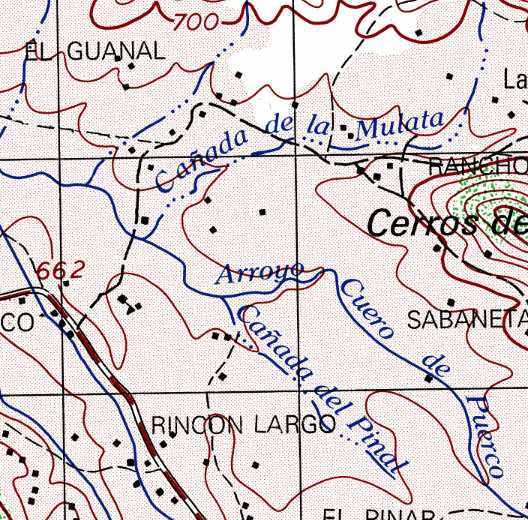 700
EL GUANAL
La
Cañada de la Mulata
RANCHO
Cerros de
662
Arroyo Cuero de Puerco
CO
SABANETA
Cañada del Pinal
RINCON LARGO
EL PINAR